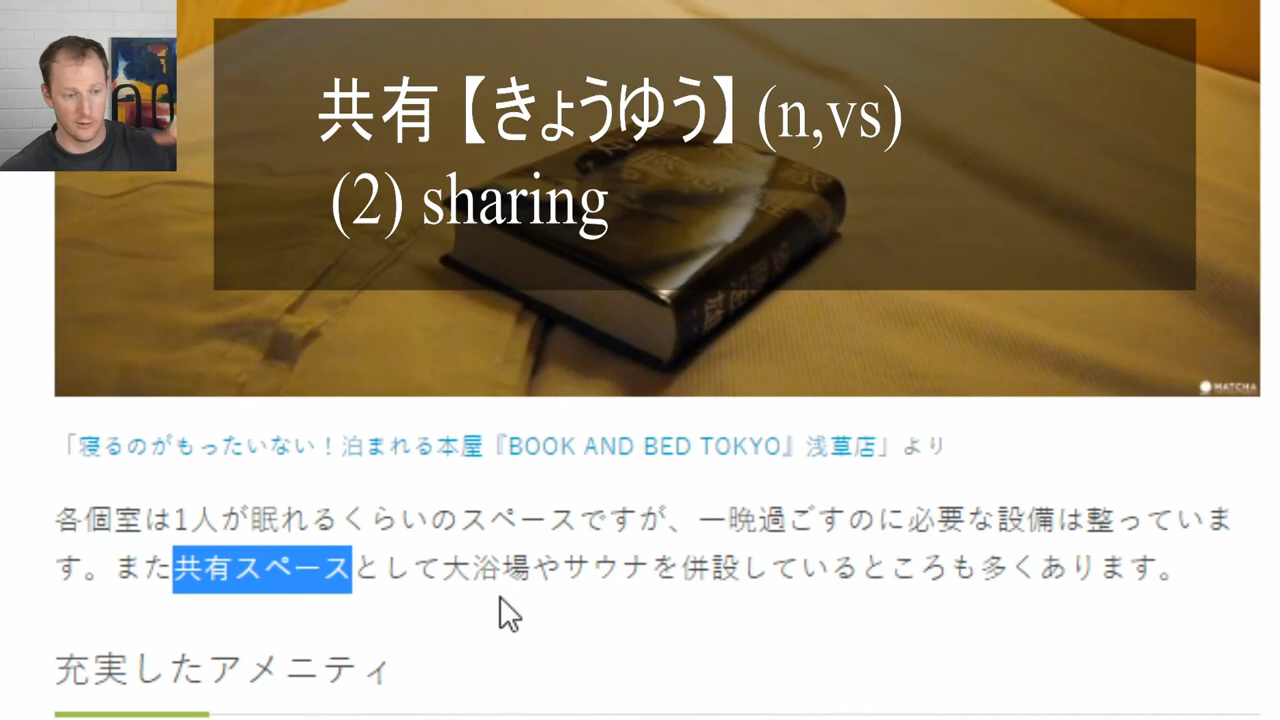 共有【きょうゆう】(n,vs)
(2) sharing
MATCHA
「寝るのがもったいない！泊まれる本屋『BOOK AND BED TOKYO』浅草店」より
各個室は1人が眠れるくらいのスペースですが、一晩過ごすのに必要な設備は整っていま
す。また共有スペースとして大浴場やサウナを併設しているところも多くあります。
充実したアメニティ